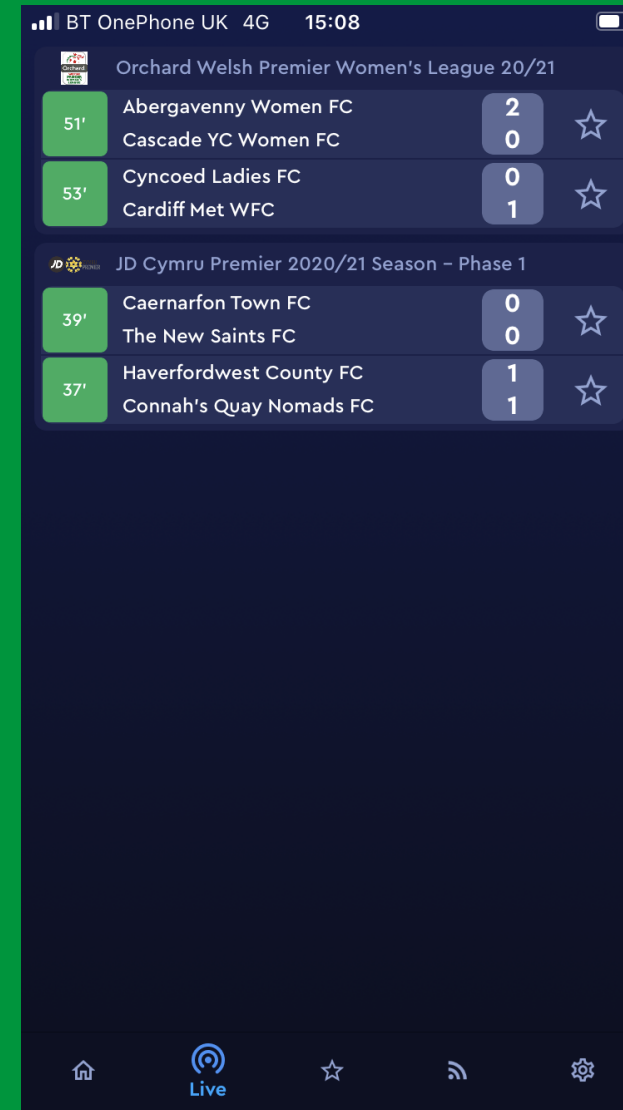 BT OnePhone UK 4G 15:08
Orchard Welsh Premier Women's League 20/21
51'
Abergavenny Women FC 2
Cascade YC Women FC 0
53'
Cyncoed Ladies FC 0
Cardiff Met WFC 1
JD JD Cymru Premier 2020/21 Season - Phase 1
39'
Caernarfon Town FC 0
The New Saints FC 0
37'
Haverfordwest County FC 1
Connah's Quay Nomads FC 1
Live